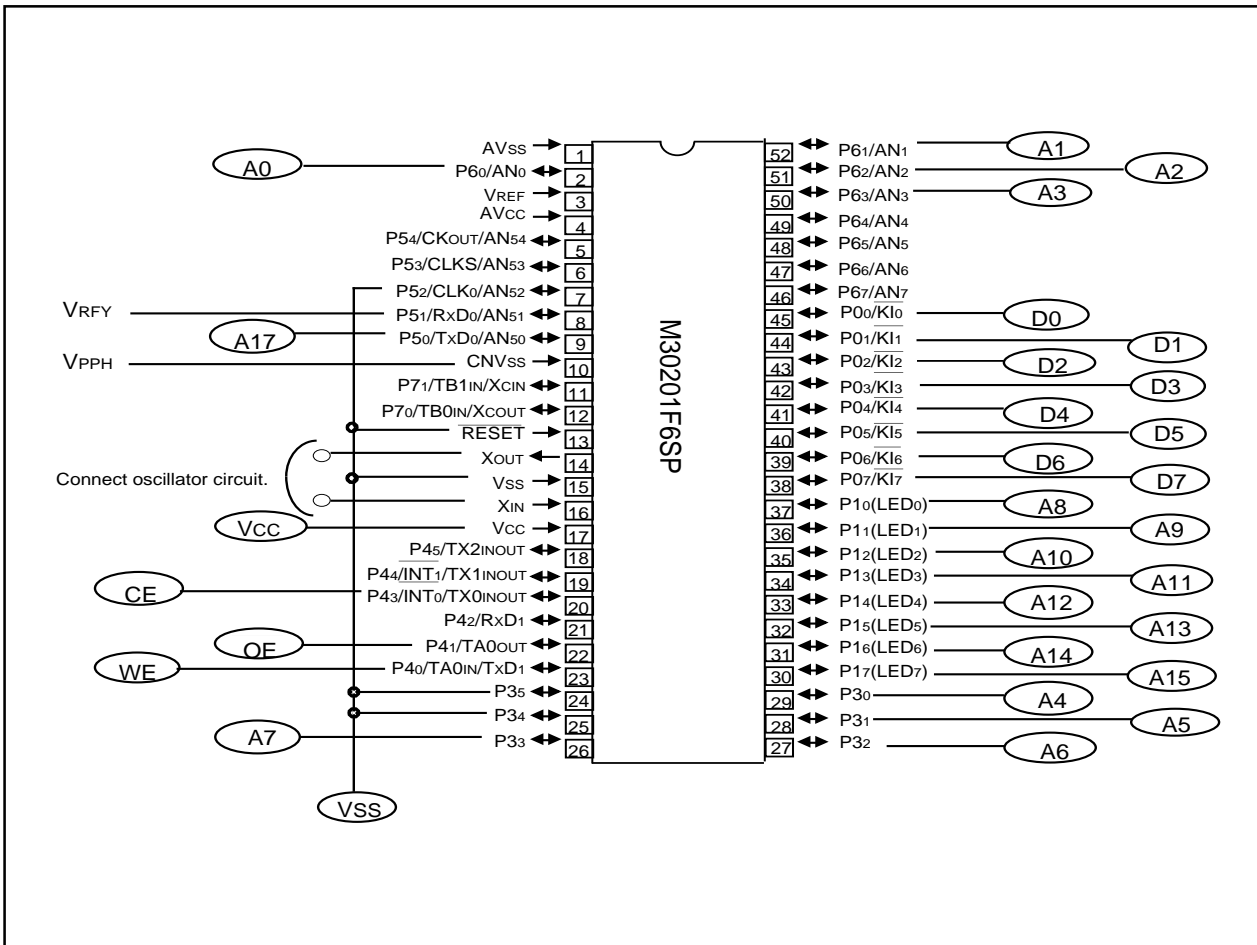 AVSS 1
A0 P60/AN0 2
VREF 3
AVCC 4
P54/CKOUT/AN54 5
P53/CLKS/AN53 6
P52/CLK0/AN52 7
VRFY P51/RXD0/AN51 8
A17 P50/TXD0/AN50 9
VPPH CNVSS 10
P71/TB1IN/XCIN 11
P70/TB0IN/XCOUT 12
RESET 13
XOUT 14
Connect oscillator circuit.
VSS 15
XIN 16
VCC VCC 17
P45/TX2INOUT 18
P44/INT1/TX1INOUT 19
CE P43/INT0/TX0INOUT 20
P42/RXD1 21
OE P41/TA0OUT 22
WE P40/TA0IN/TXD1 23
P35 24
P34 25
A7 P33 26
VSS
M30201F6SP
52 P61/AN1 A1
51 P62/AN2 A2
50 P63/AN3 A3
49 P64/AN4
48 P65/AN5
47 P66/AN6
46 P67/AN7
45 P00/KI0 D0
44 P01/KI1 D1
43 P02/KI2 D2
42 P03/KI3 D3
41 P04/KI4 D4
40 P05/KI5 D5
39 P06/KI6 D6
38 P07/KI7 D7
37 P10(LED0) A8
36 P11(LED1) A9
35 P12(LED2) A10
34 P13(LED3) A11
33 P14(LED4) A12
32 P15(LED5) A13
31 P16(LED6) A14
30 P17(LED7) A15
29 P30 A4
28 P31 A5
27 P32 A6